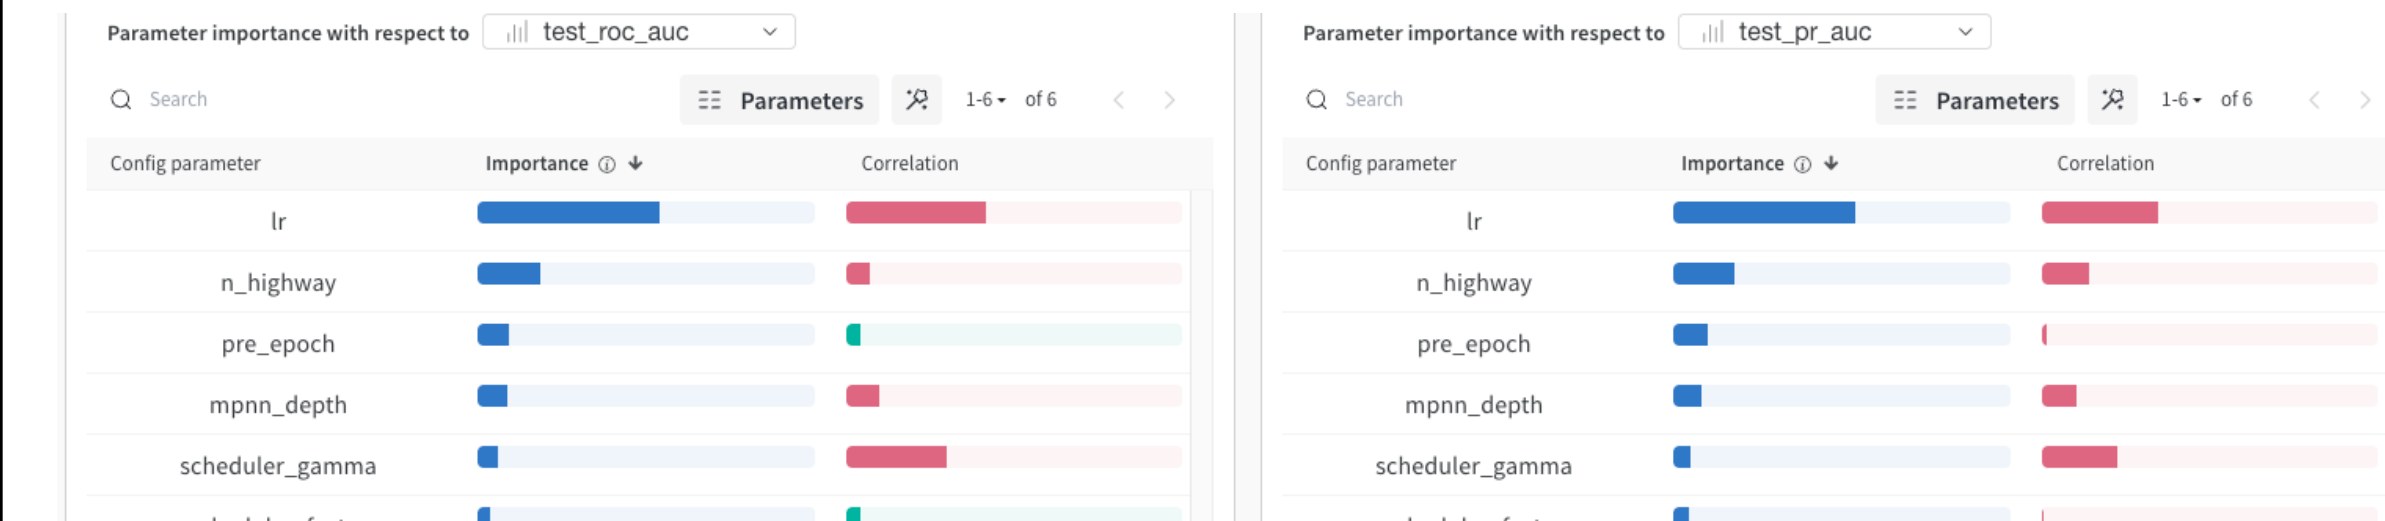 Parameter importance with respect to test_roc_auc
Search Parameters 1-6 of 6
Config parameter Importance Correlation
lr
n_highway
pre_epoch
mpnn_depth
scheduler_gamma
Parameter importance with respect to test_pr_auc
Search Parameters 1-6 of 6
Config parameter Importance Correlation
lr
n_highway
pre_epoch
mpnn_depth
scheduler_gamma